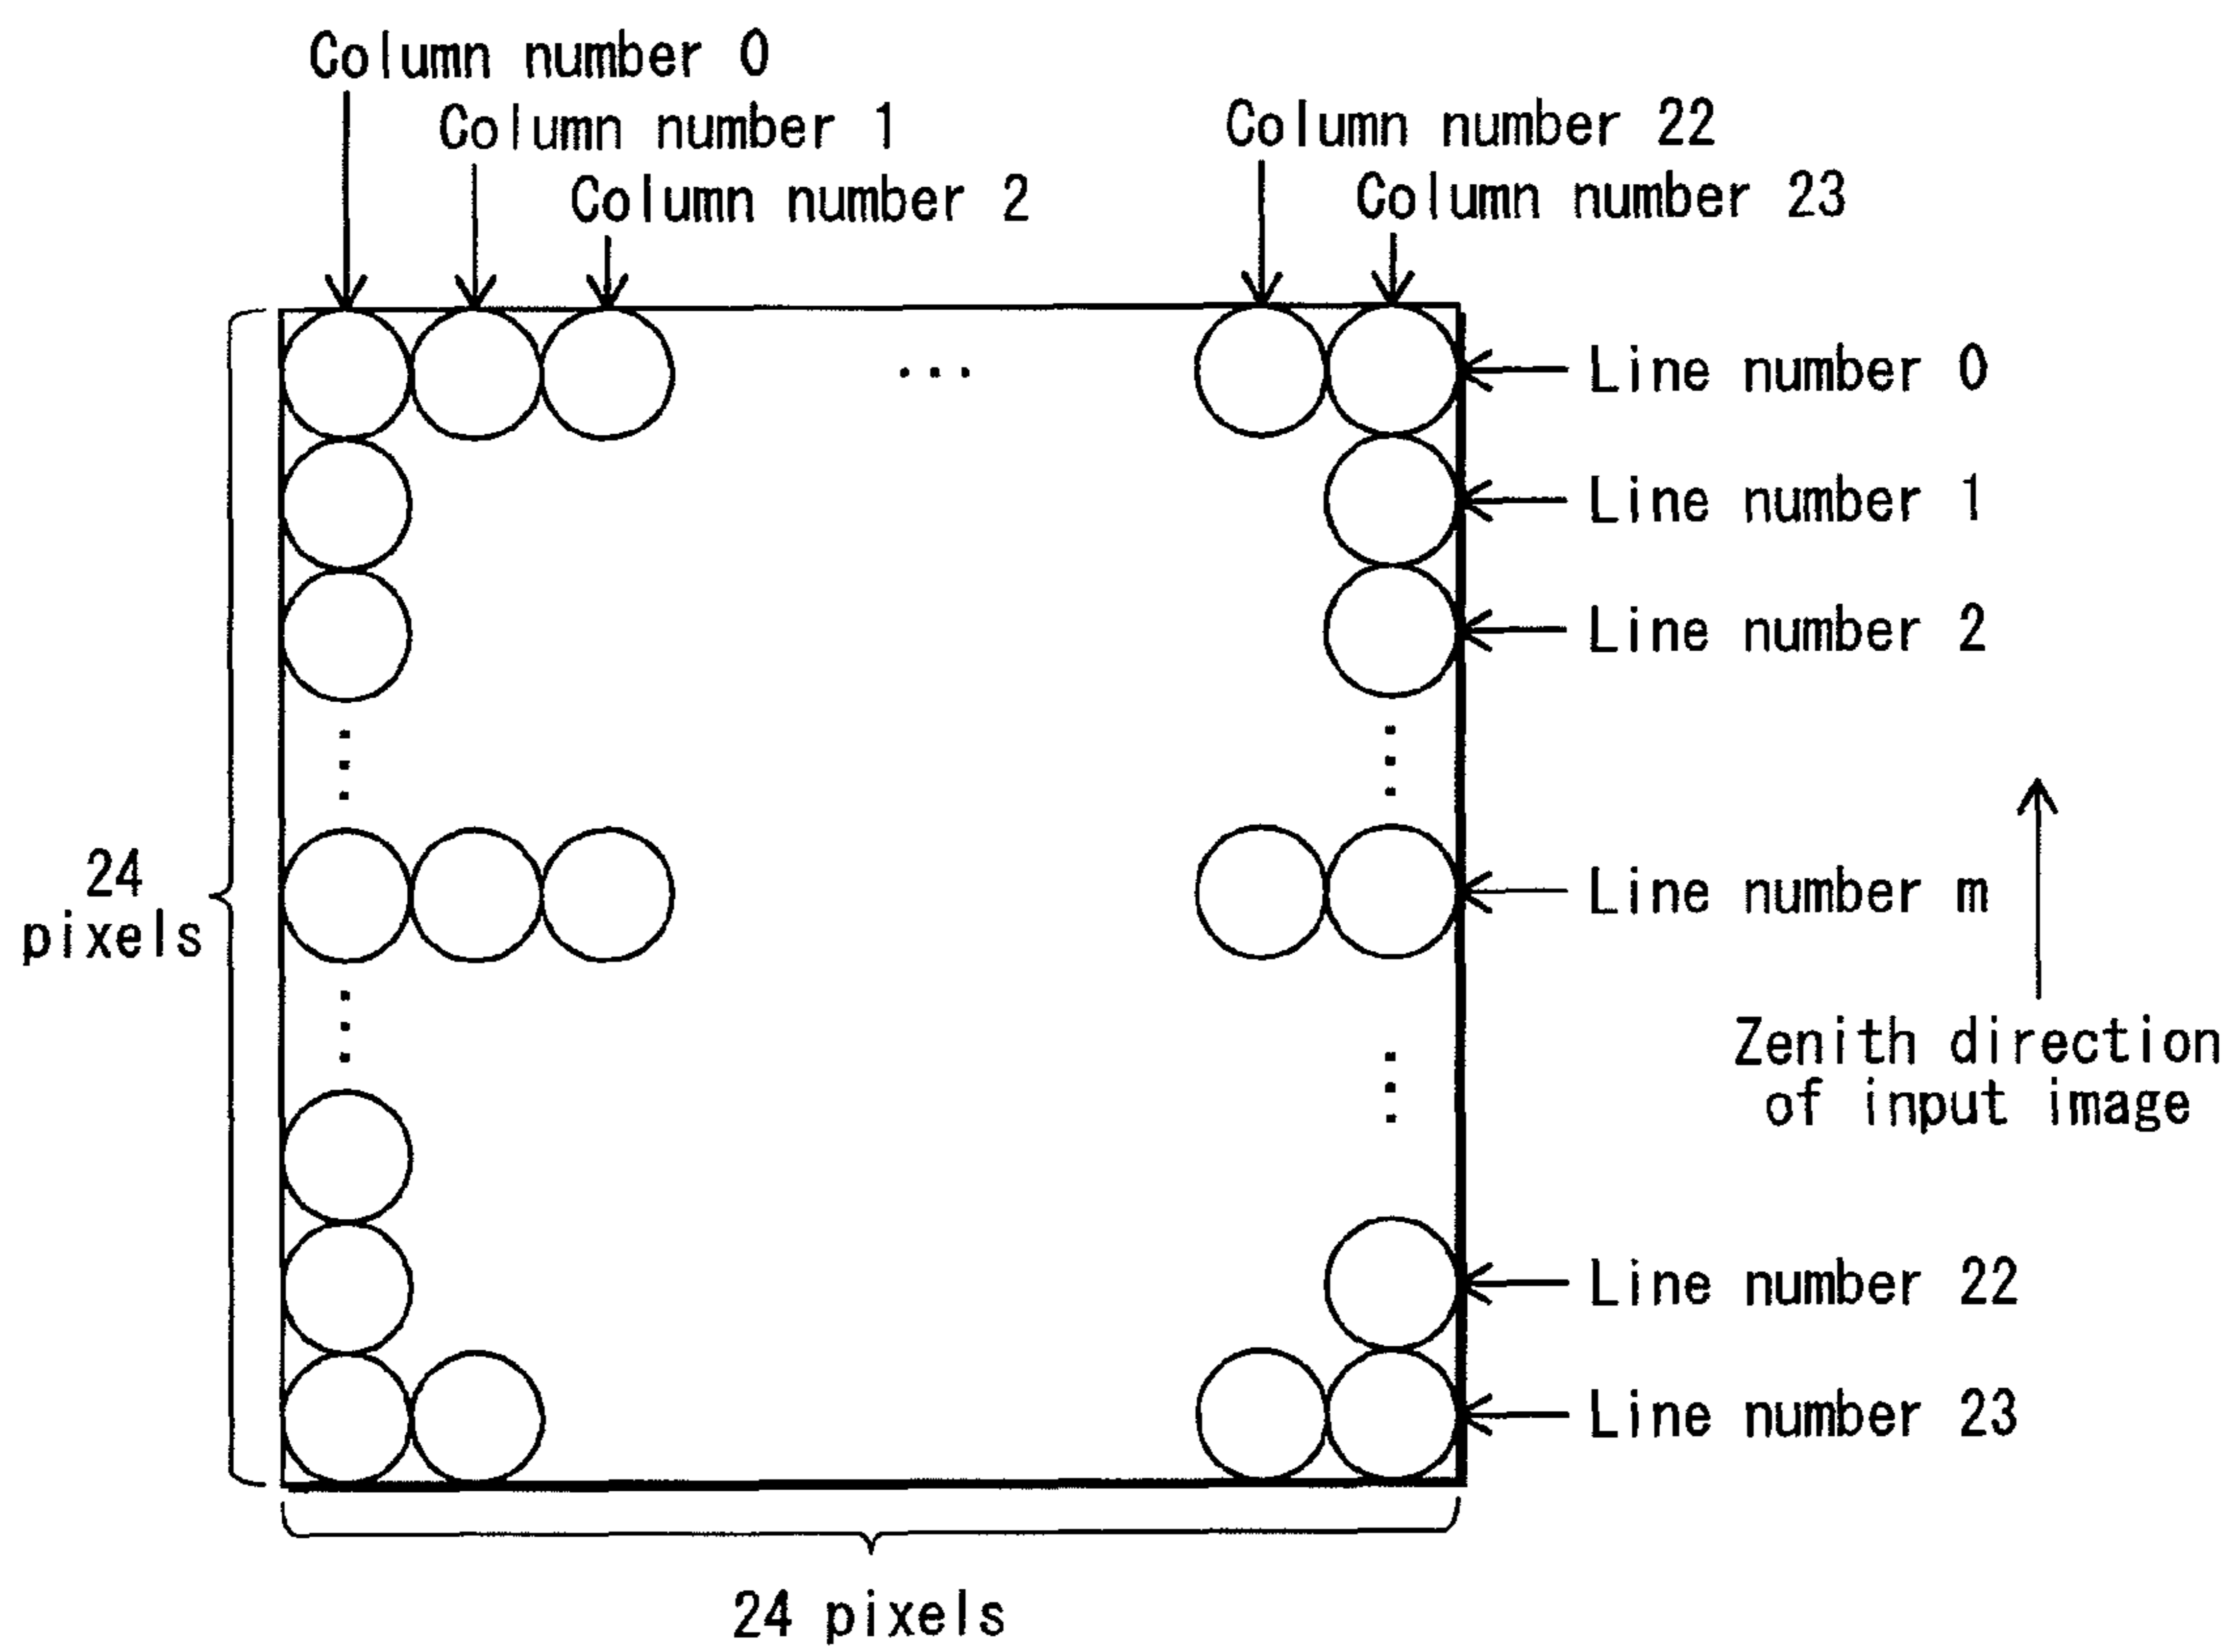 Column number 0
Column number 1
Column number 2
Column number 22
Column number 23
...
Line number 0
Line number 1
Line number 2
Line number m
24
pixels
Zenith direction
of input image
Line number 22
Line number 23
24 pixels